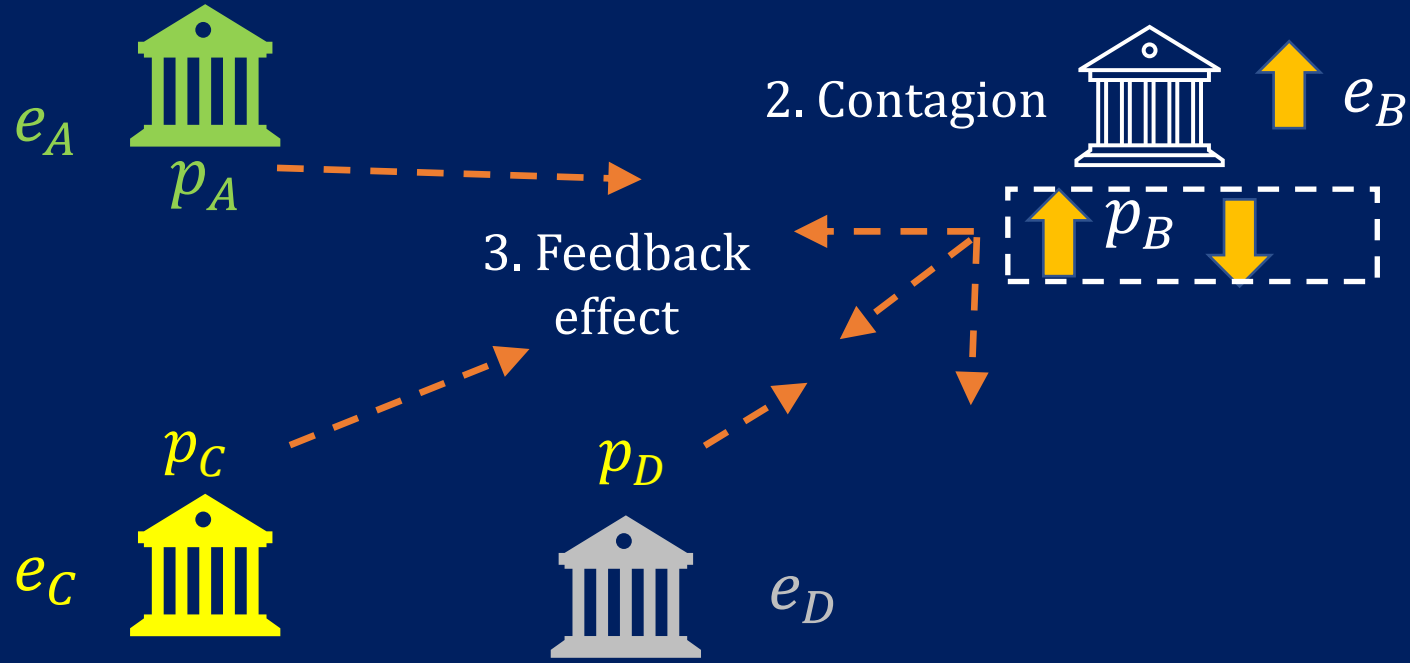 e_A
p_A
2. Contagion
e_B
p_B
3. Feedback
effect
p_C
p_D
e_C
e_D